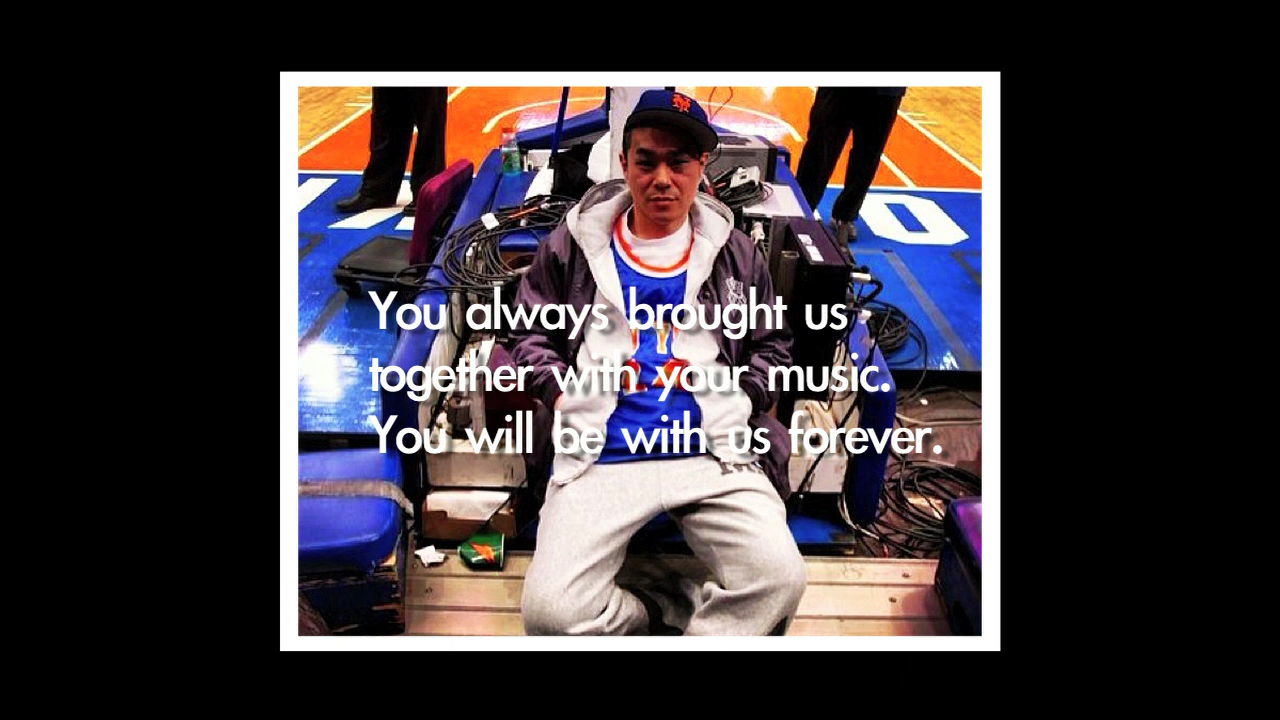 You always brought us
together with your music.
You will be with us forever.